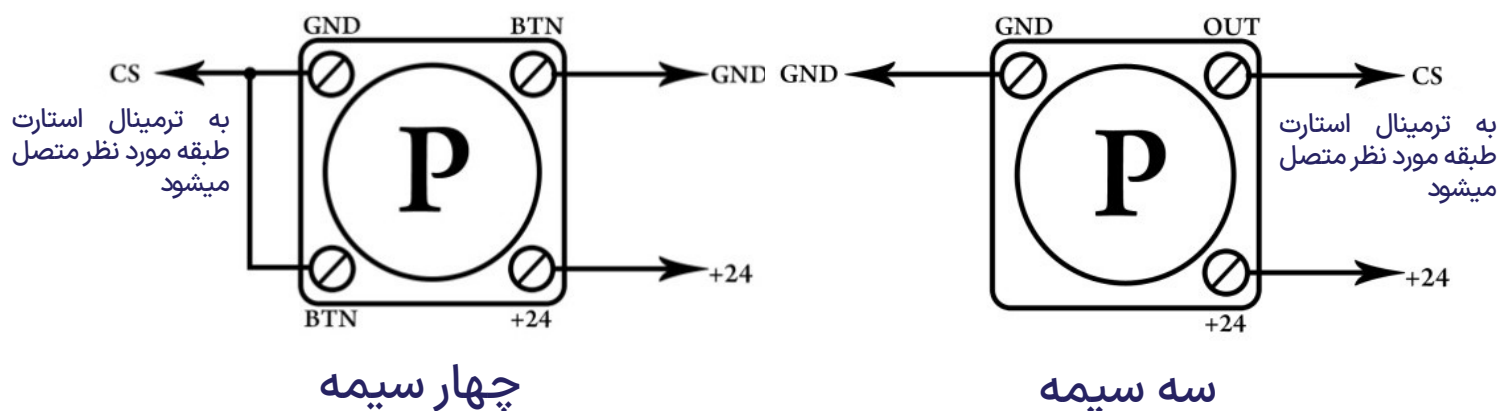 GND BTN
CS GND
به ترمینال استارت
طبقه مورد نظر متصل
میشود
P
+24
BTN +24
چهار سیمه
GND OUT
GND CS
به ترمینال استارت
طبقه مورد نظر متصل
میشود
P
+24
+24
سه سیمه